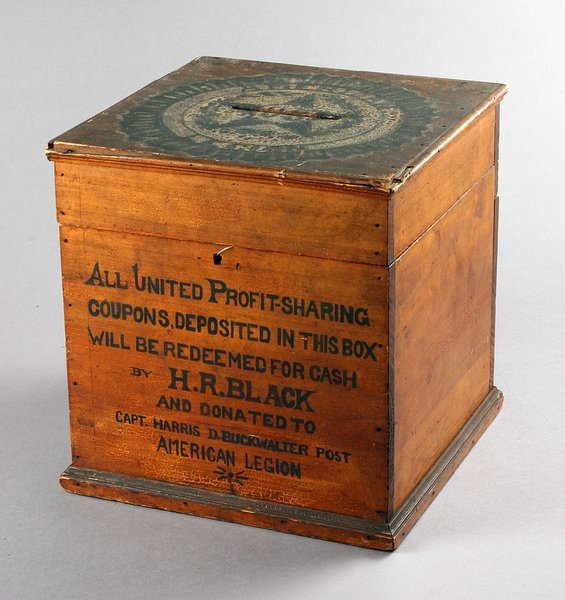 All United Profit-Sharing
Coupons, deposited in this box
will be redeemed for cash
by H.R. Black
and donated to
Capt. Harris D. Buckwalter Post
American Legion